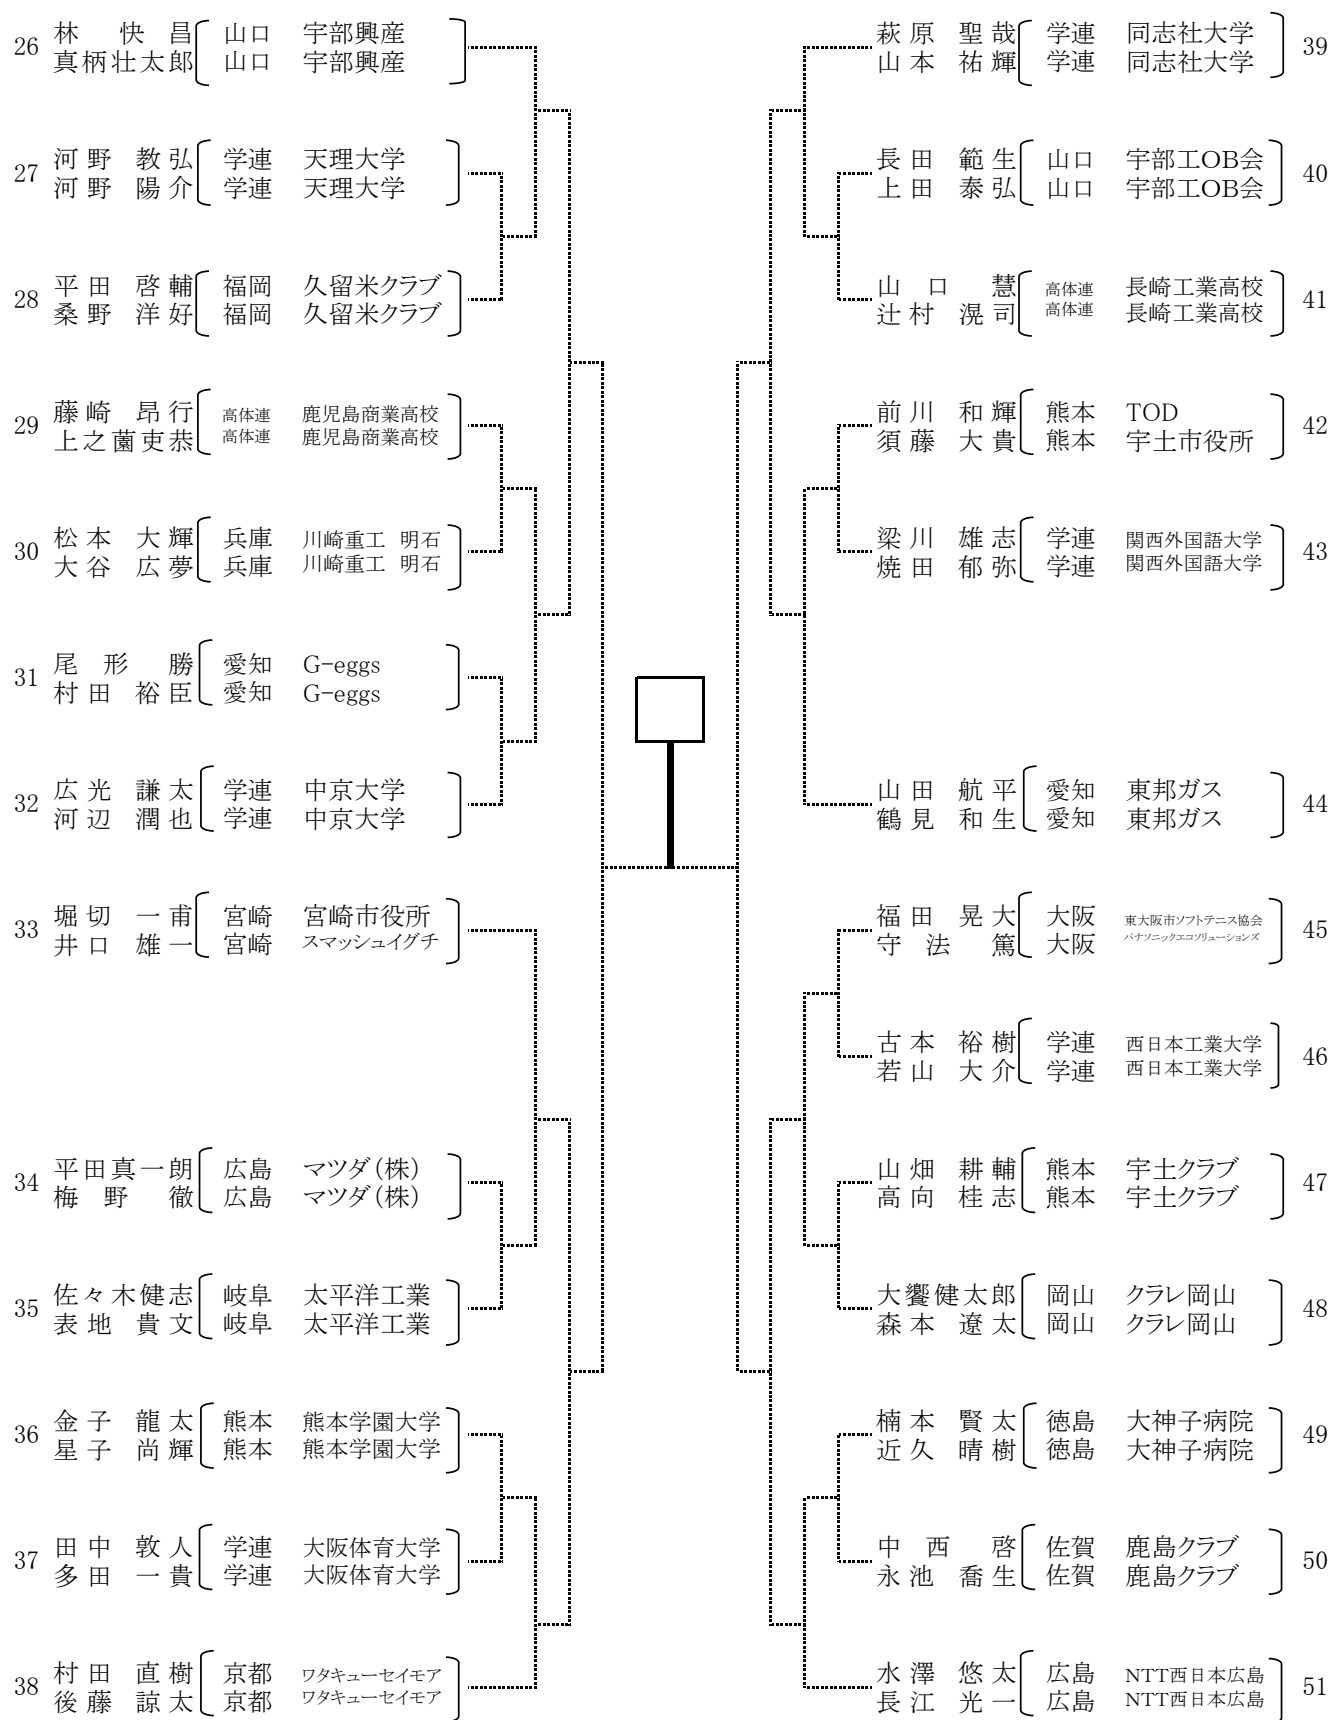 26 林 快昌 山口 宇部興産
真柄壮太郎 山口 宇部興産
27 河野 教弘 学連 天理大学
河野 陽介 学連 天理大学
28 平田 啓輔 福岡 久留米クラブ
桑野 洋好 福岡 久留米クラブ
29 藤崎 昂行 高体連 鹿児島商業高校
上之薗吏恭 高体連 鹿児島商業高校
30 松本 大輝 兵庫 川崎重工 明石
大谷 広夢 兵庫 川崎重工 明石
31 尾形 勝 愛知 G-eggs
村田 裕臣 愛知 G-eggs
32 広光 謙太 学連 中京大学
河辺 潤也 学連 中京大学
33 堀切 一甫 宮崎 宮崎市役所
井口 雄一 宮崎 スマッシュイグチ
34 平田真一朗 広島 マツダ(株)
梅野 徹 広島 マツダ(株)
35 佐々木健志 岐阜 太平洋工業
表地 貴文 岐阜 太平洋工業
36 金子 龍太 熊本 熊本学園大学
星子 尚輝 熊本 熊本学園大学
37 田中 敦人 学連 大阪体育大学
多田 一貴 学連 大阪体育大学
38 村田 直樹 京都 ワタキューセイモア
後藤 諒太 京都 ワタキューセイモア
萩原 聖哉 学連 同志社大学 39
山本 祐輝 学連 同志社大学
長田 範生 山口 宇部工OB会 40
上田 泰弘 山口 宇部工OB会
山口 慧 高体連 長崎工業高校 41
辻村 滉司 高体連 長崎工業高校
前川 和輝 熊本 TOD 42
須藤 大貴 熊本 宇土市役所
梁川 雄志 学連 関西外国語大学 43
焼田 郁弥 学連 関西外国語大学
山田 航平 愛知 東邦ガス 44
鶴見 和生 愛知 東邦ガス
福田 晃大 大阪 東大阪市ソフトテニス協会 45
守法 篤 大阪 パナソニックエコソリューションズ
古本 裕樹 学連 西日本工業大学 46
若山 大介 学連 西日本工業大学
山畑 耕輔 熊本 宇土クラブ 47
高向 桂志 熊本 宇土クラブ
大饗健太郎 岡山 クラレ岡山 48
森本 遼太 岡山 クラレ岡山
楠本 賢太 徳島 大神子病院 49
近久 晴樹 徳島 大神子病院
中西 啓 佐賀 鹿島クラブ 50
永池 喬生 佐賀 鹿島クラブ
水澤 悠太 広島 NTT西日本広島 51
長江 光一 広島 NTT西日本広島